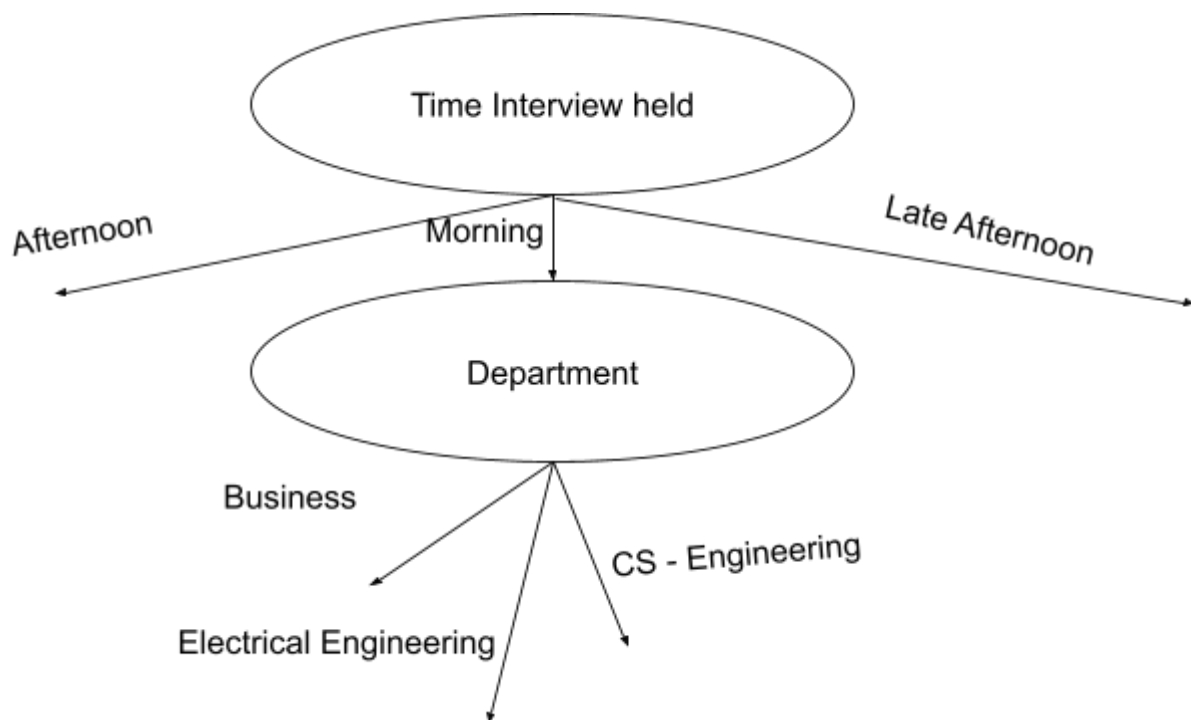 Time Interview held
Afternoon
Morning
Late Afternoon
Department
Business
CS - Engineering
Electrical Engineering